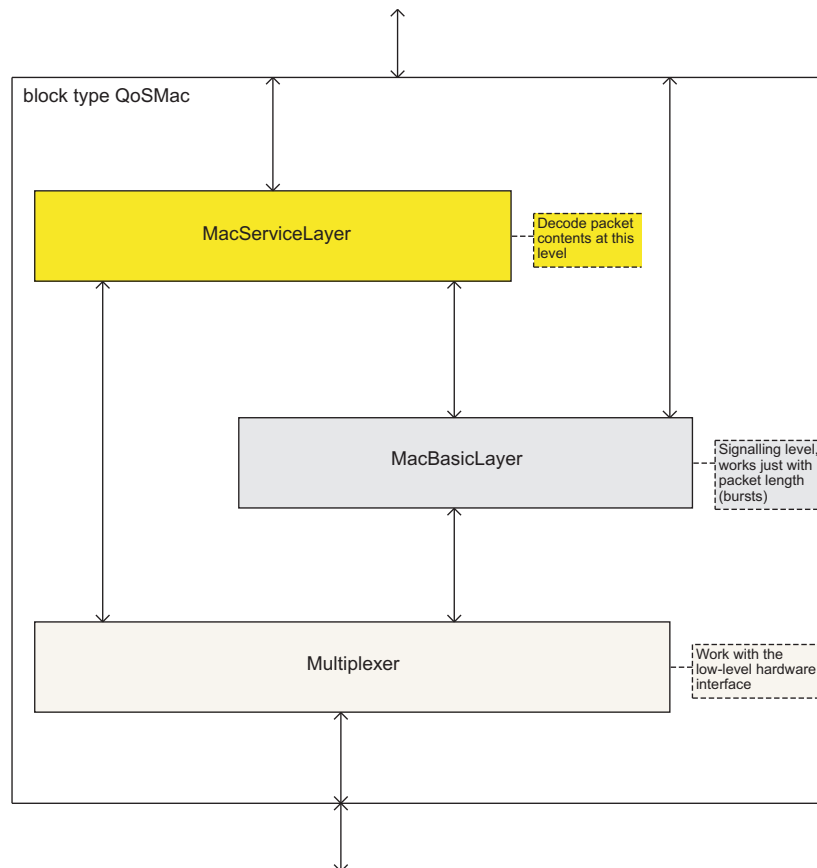 block type QoSMac
MacServiceLayer
Decode packet
contents at this
level
MacBasicLayer
Signalling level,
works just with
packet length
(bursts)
Multiplexer
Work with the
low-level hardware
interface